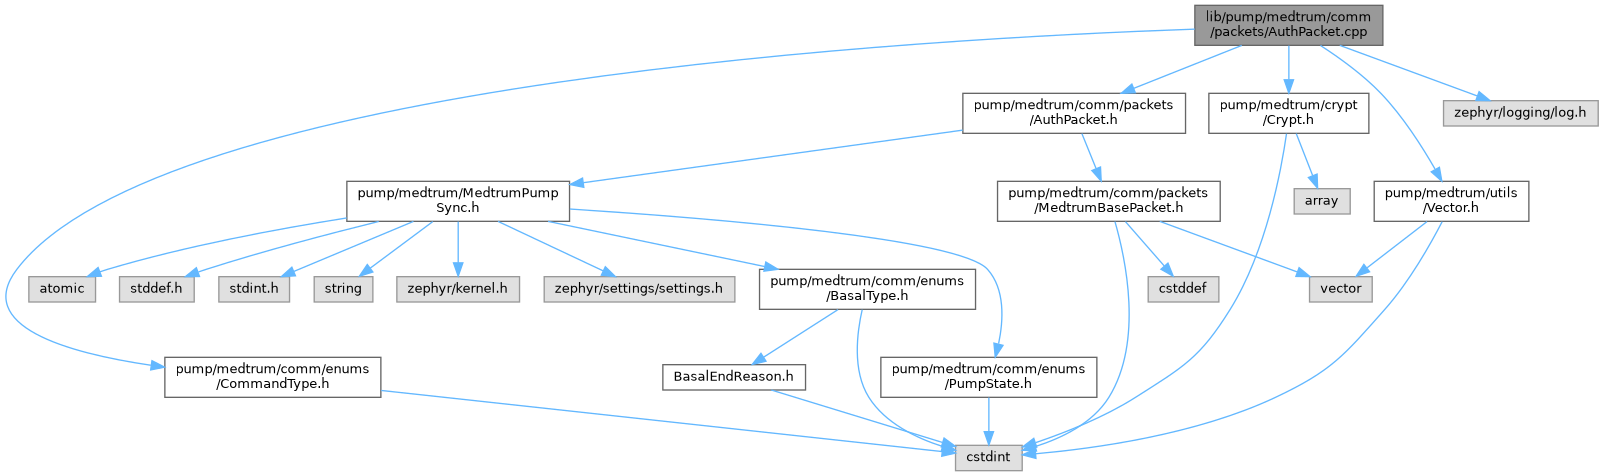 lib/pump/medtrum/comm
/packets/AuthPacket.cpp
pump/medtrum/comm/packets
/AuthPacket.h
pump/medtrum/crypt
/Crypt.h
zephyr/logging/log.h
pump/medtrum/MedtrumPump
Sync.h
pump/medtrum/comm/packets
/MedtrumBasePacket.h
array
pump/medtrum/utils
/Vector.h
atomic
stddef.h
stdint.h
string
zephyr/kernel.h
zephyr/settings/settings.h
pump/medtrum/comm/enums
/BasalType.h
cstddef
vector
pump/medtrum/comm/enums
/CommandType.h
BasalEndReason.h
pump/medtrum/comm/enums
/PumpState.h
cstdint